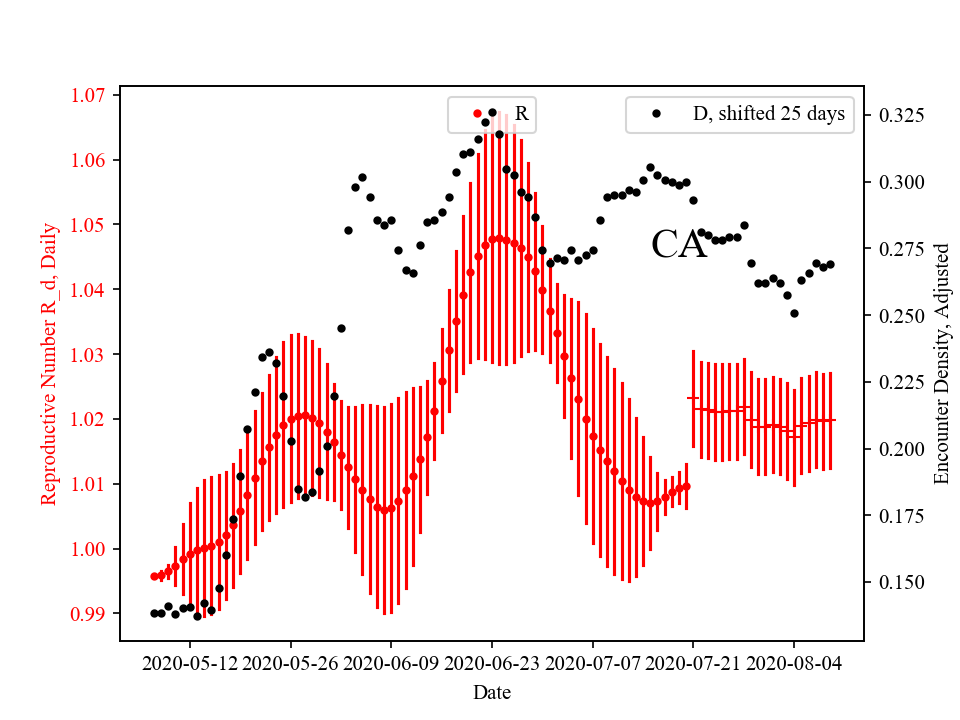 R
D, shifted 25 days
CA
Reproductive Number R_d, Daily
1.07
1.06
1.05
1.04
1.03
1.02
1.01
1.00
0.99
Encounter Density, Adjusted
0.325
0.300
0.275
0.250
0.225
0.200
0.175
0.150
2020-05-12 2020-05-26 2020-06-09 2020-06-23 2020-07-07 2020-07-21 2020-08-04
Date